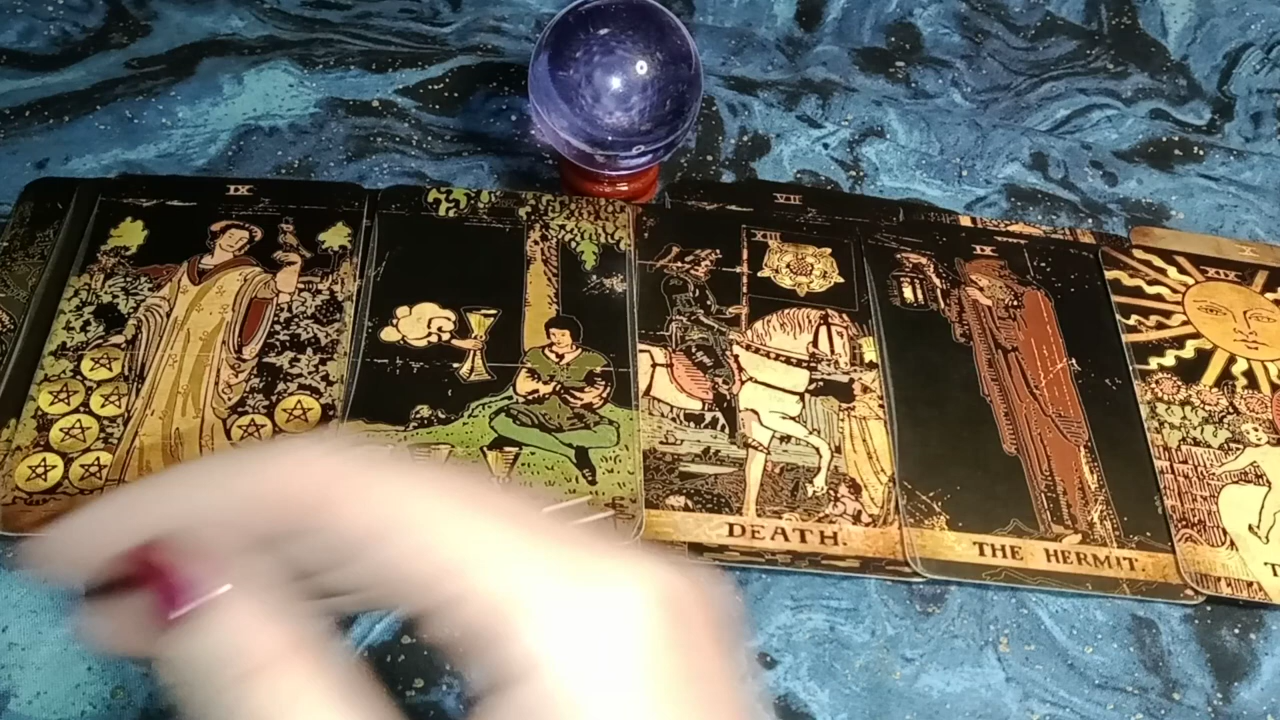 IX
VII
XIII
DEATH.
IX
THE HERMIT.
X
XIX